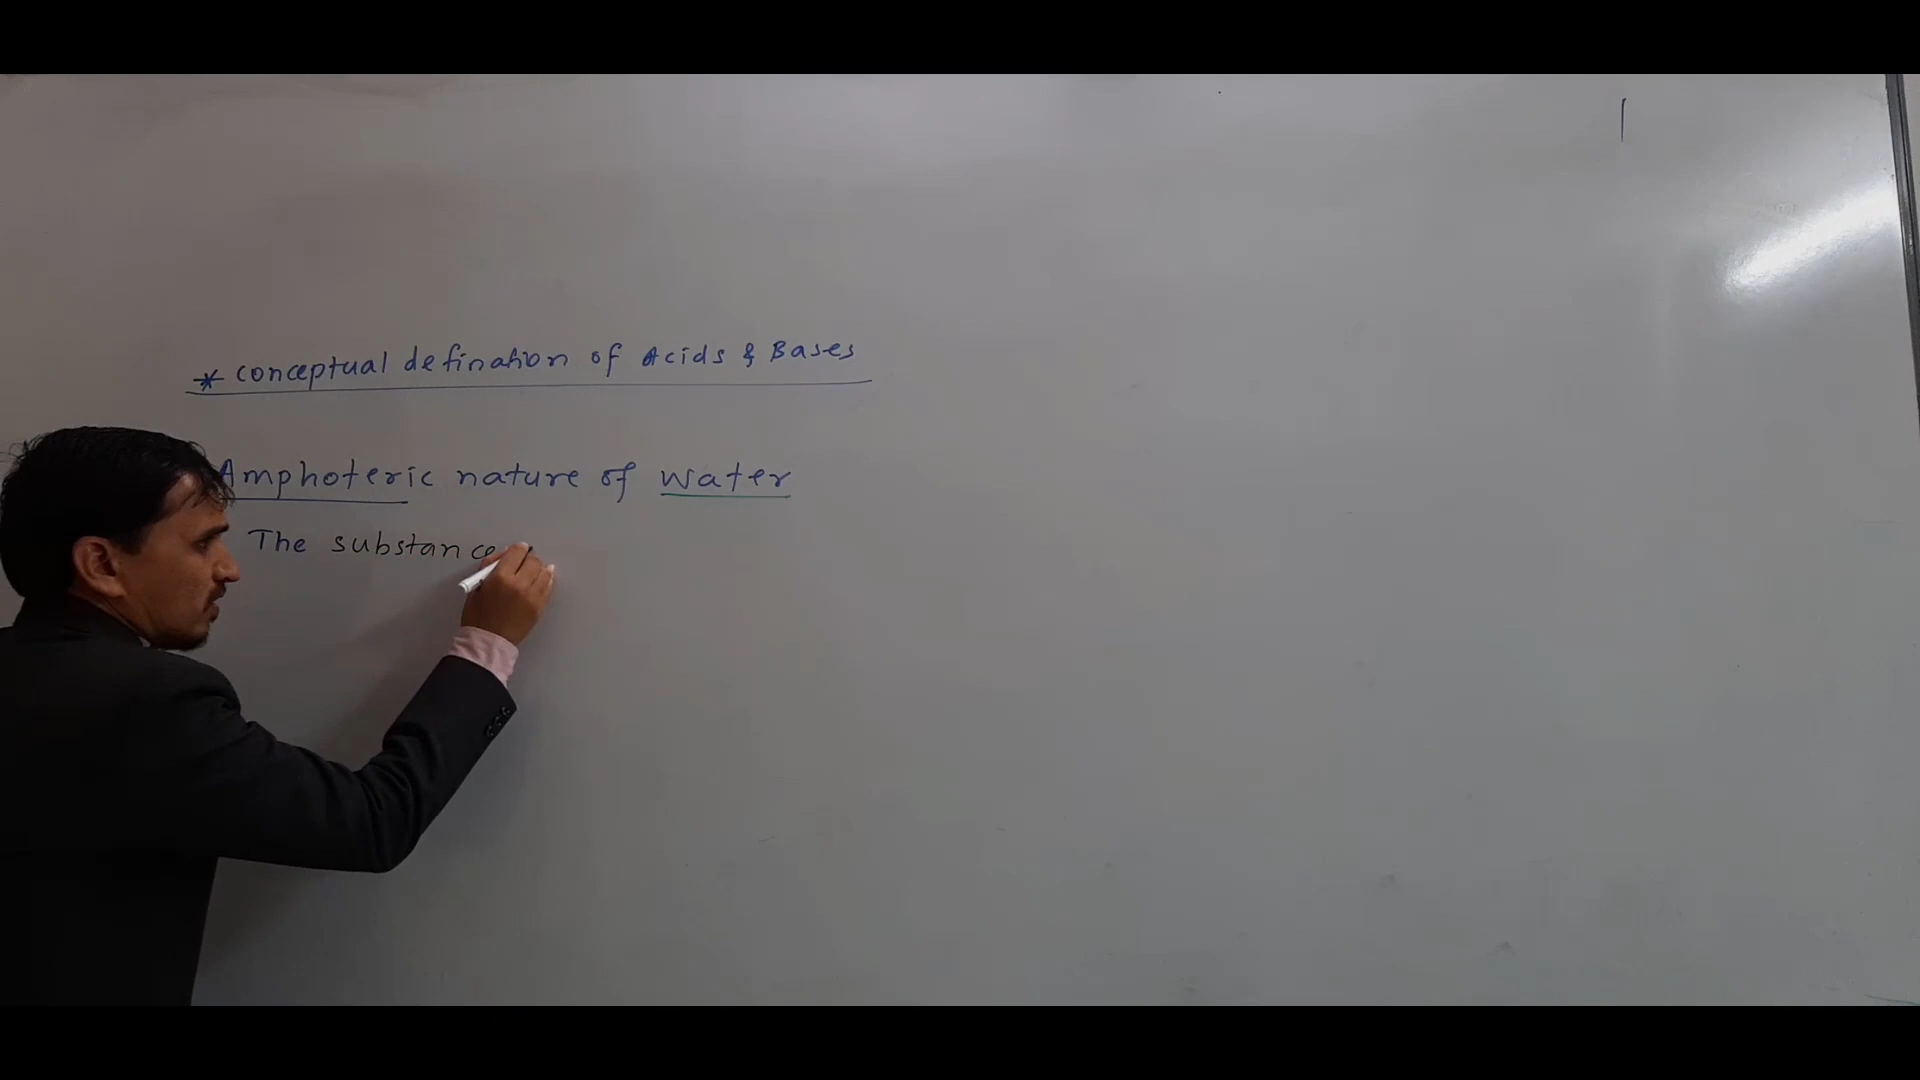 * conceptual defination of Acids & Bases
Amphoteric nature of water
The substance